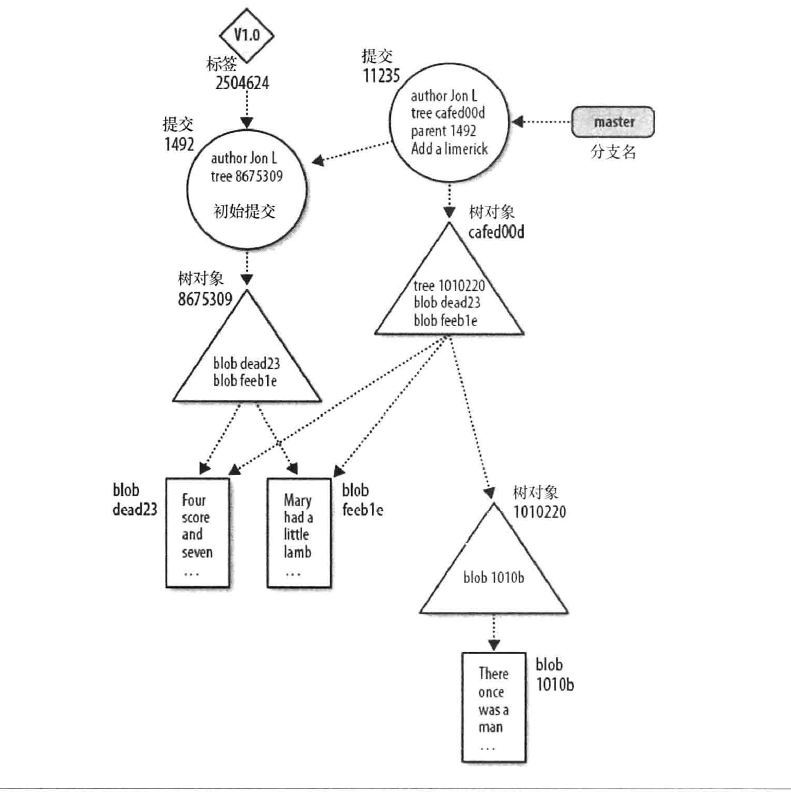 V1.0
标签
2504624
提交
11235
author Jon L
tree cafed00d
parent 1492
Add a limerick
master
分支名
提交
1492
author Jon L
tree 8675309
初始提交
树对象
cafed00d
tree 1010220
blob dead23
blob feeb1e
树对象
8675309
blob dead23
blob feeb1e
blob
dead23
Four
score
and
seven
...
Mary
had a
little
lamb
...
blob
feeb1e
树对象
1010220
blob 1010b
There
once
was a
man
...
blob
1010b